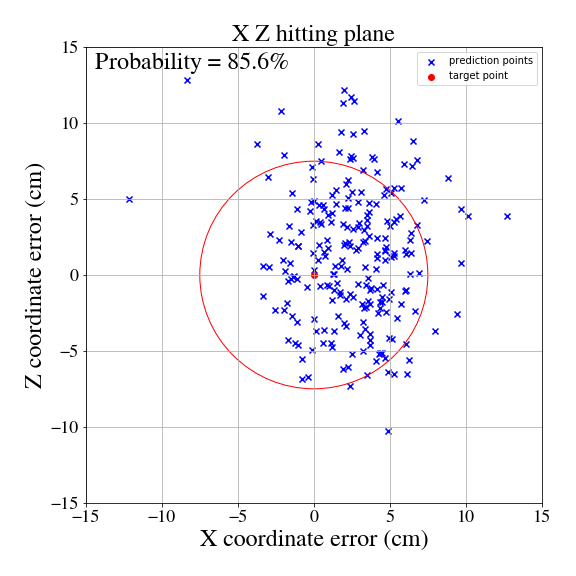 X Z hitting plane
Probability = 85.6%
prediction points
target point
15
10
5
0
−5
−10
−15
Z coordinate error (cm)
−15 −10 −5 0 5 10 15
X coordinate error (cm)